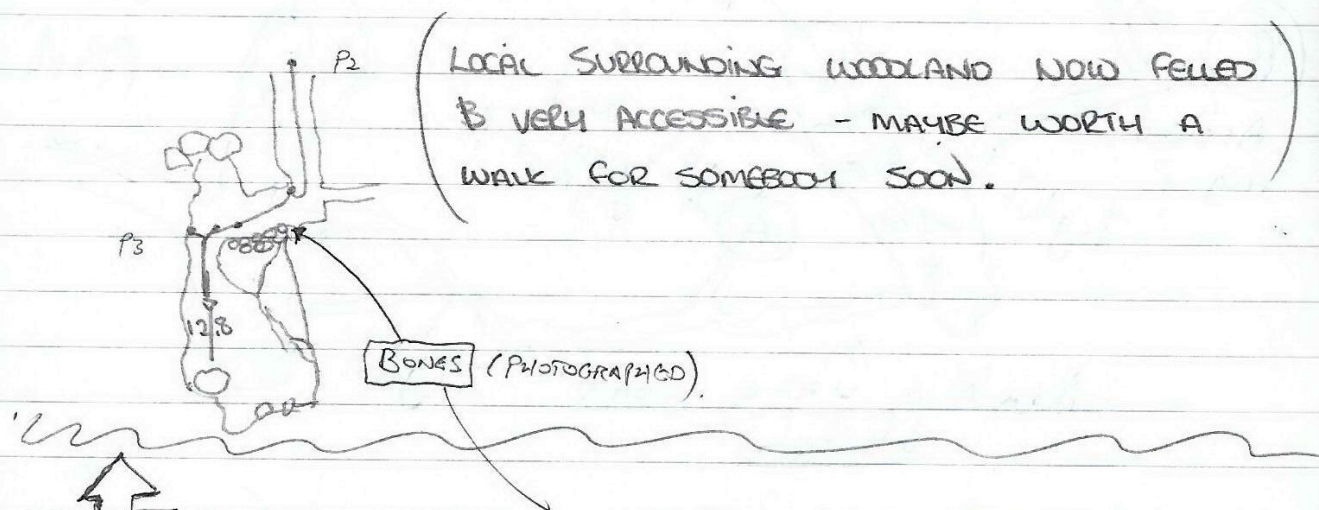 P2
LOCAL SURROUNDING WOODLAND NOW FELLED
& VERY ACCESSIBLE - MAYBE WORTH A
WALK FOR SOMEBODY SOON.
P3
12.8
BONES (PHOTOGRAPHED).